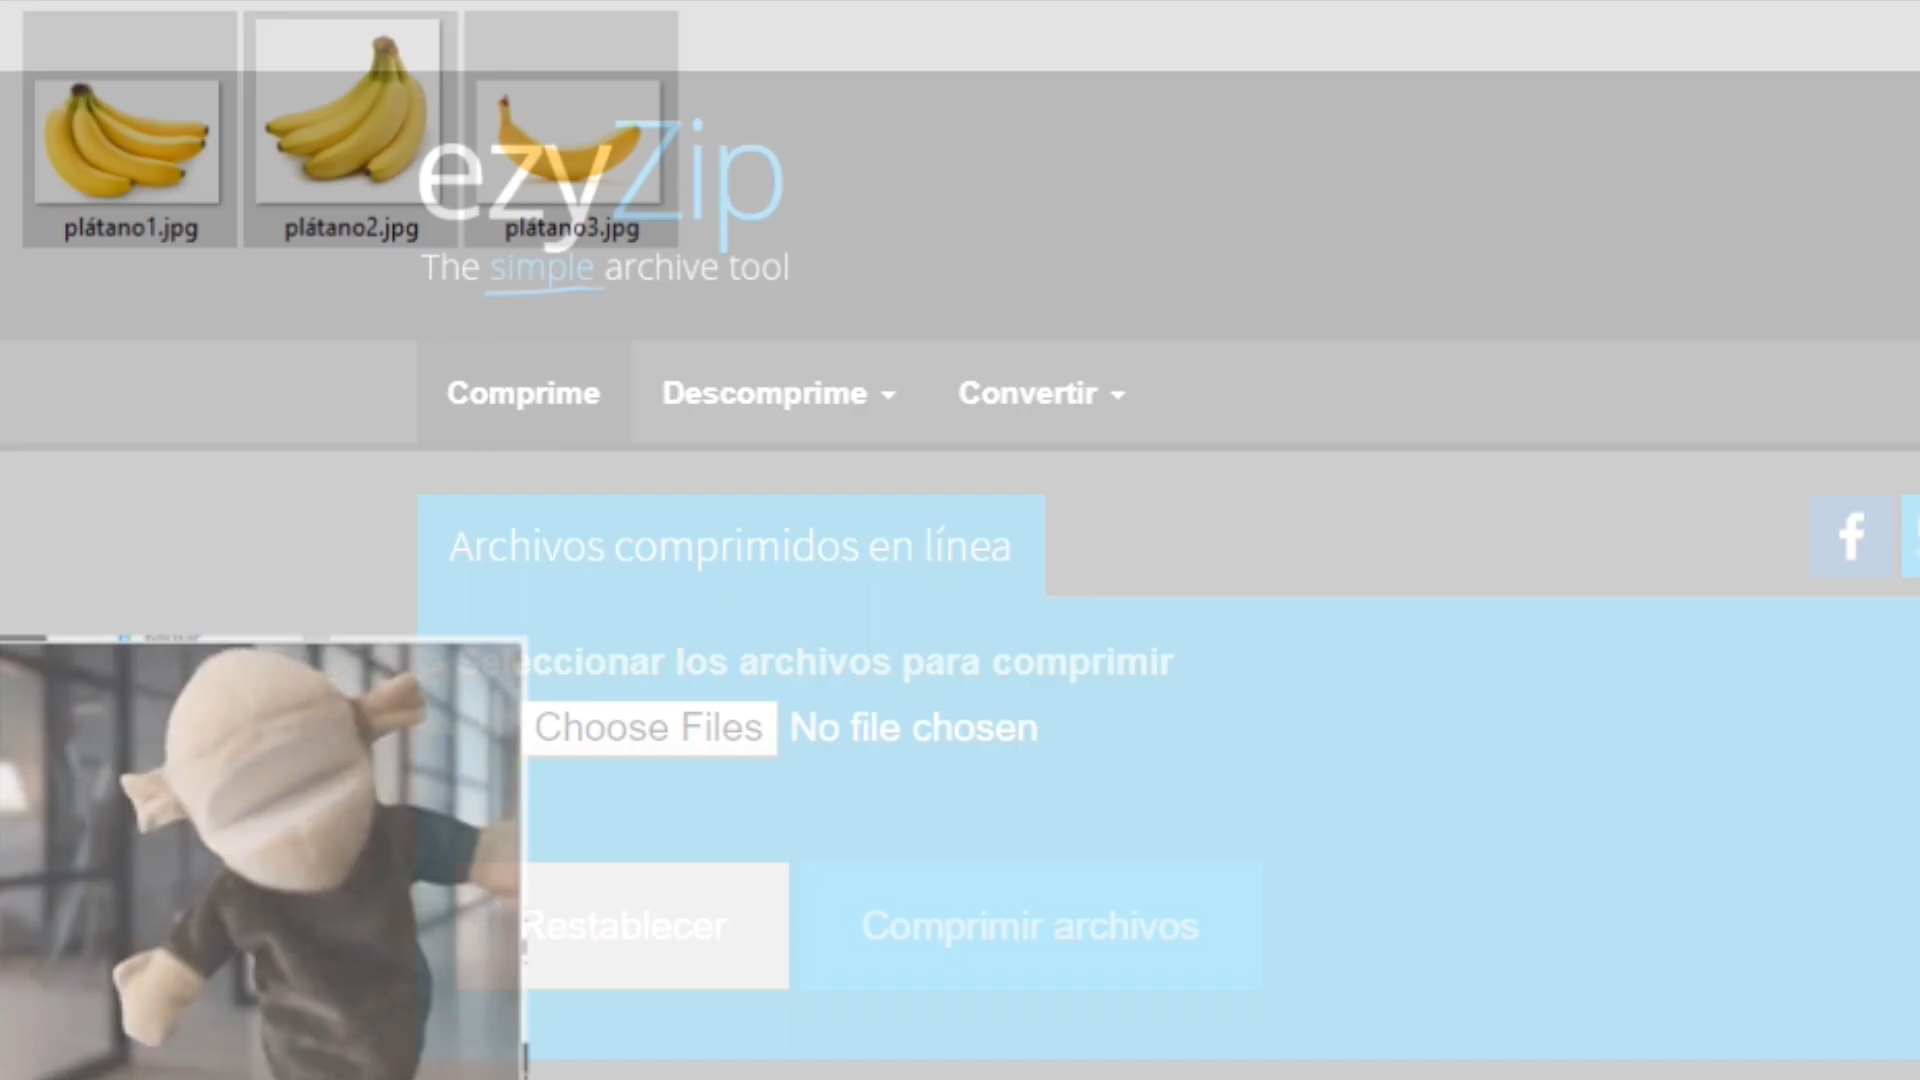 plátano1.jpg
plátano2.jpg
plátano3.jpg
ezyZip
The simple archive tool
Comprime
Descomprime
Convertir
Archivos comprimidos en línea
Seleccionar los archivos para comprimir
Choose Files
No file chosen
Restablecer
Comprimir archivos